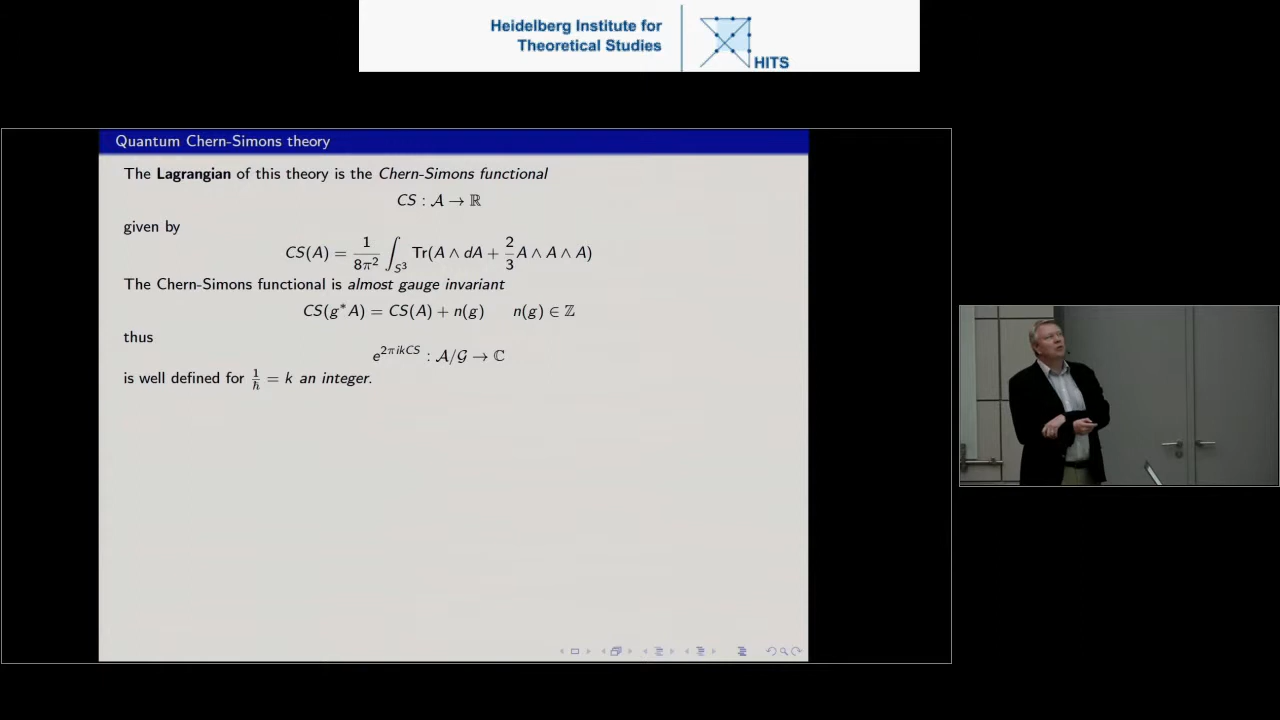 Heidelberg Institute for
Theoretical Studies
HITS
Quantum Chern-Simons theory
The Lagrangian of this theory is the Chern-Simons functional
CS : 𝒜 → ℝ
given by
CS(A) = 1/8π² ∫_{S³} Tr(A ∧ dA + 2/3 A ∧ A ∧ A)
The Chern-Simons functional is almost gauge invariant
CS(g*A) = CS(A) + n(g)   n(g) ∈ ℤ
thus
e^{2πikCS} : 𝒜/𝒢 → ℂ
is well defined for 1/ħ = k an integer.